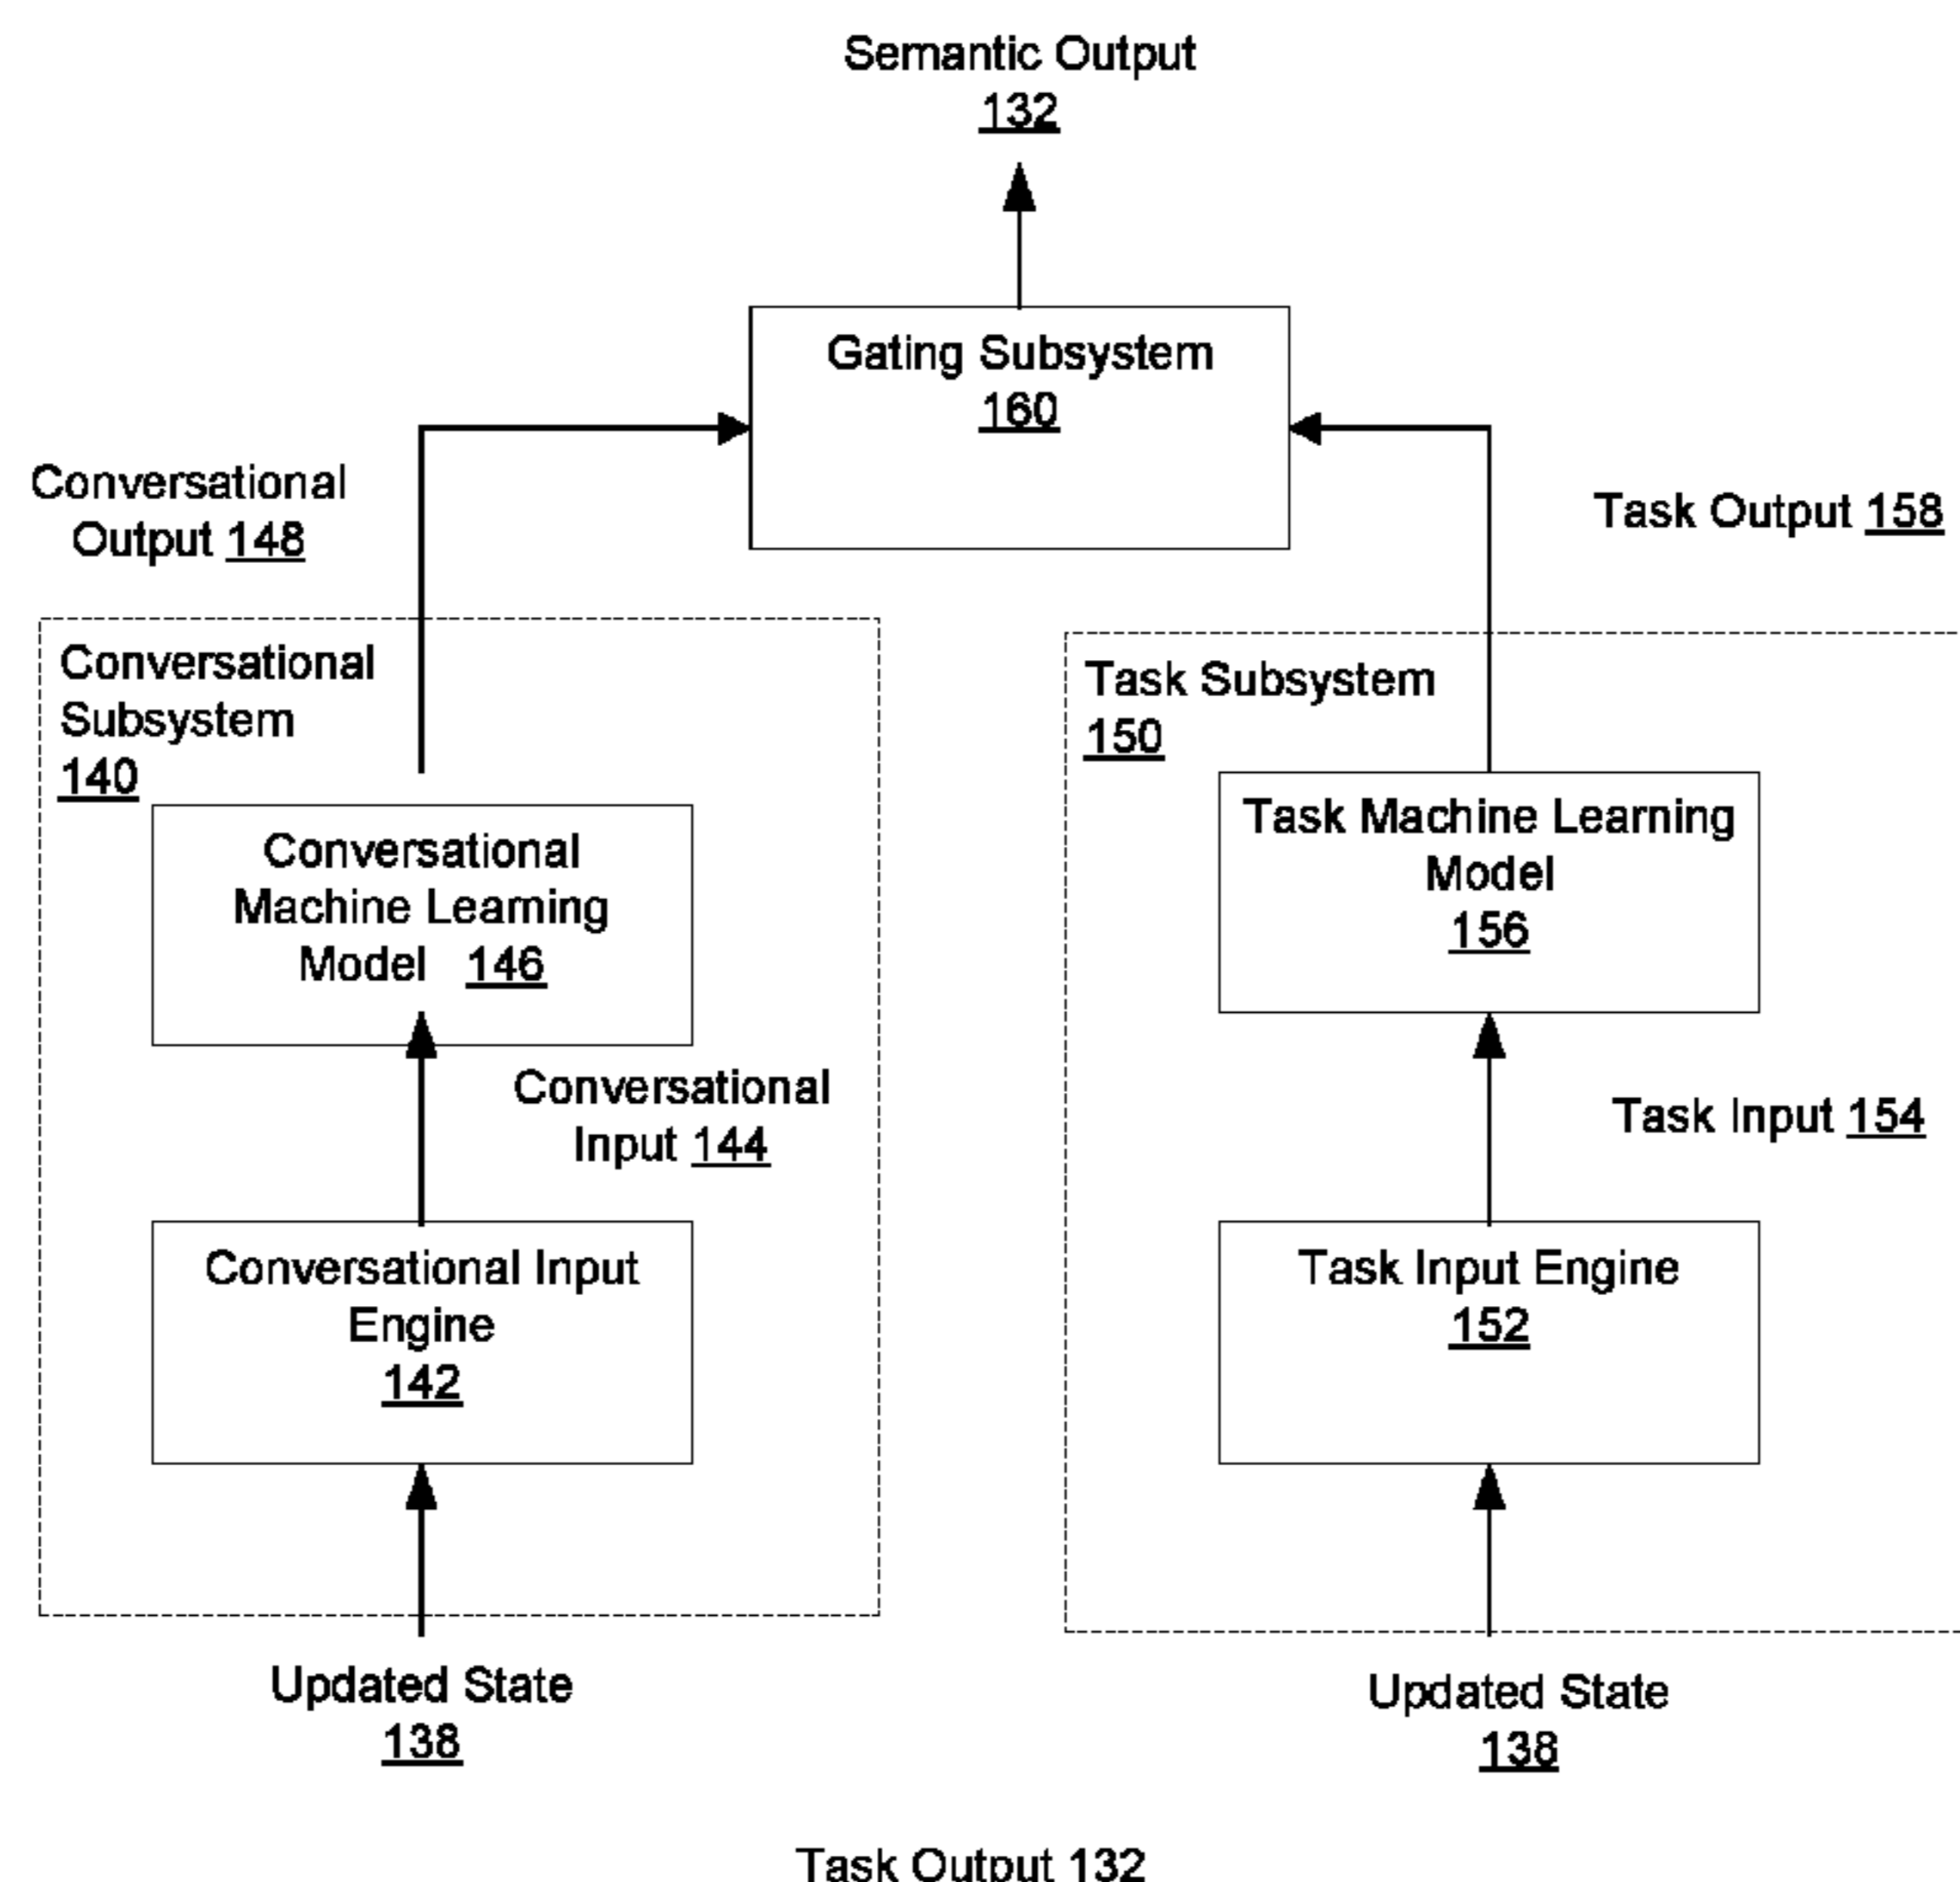 Semantic Output
132
Gating Subsystem
160
Conversational
Output 148
Task Output 158
Conversational
Subsystem
140
Task Subsystem
150
Conversational
Machine Learning
Model 146
Task Machine Learning
Model
156
Conversational
Input 144
Task Input 154
Conversational Input
Engine
142
Task Input Engine
152
Updated State
138
Updated State
138
Task Output 132